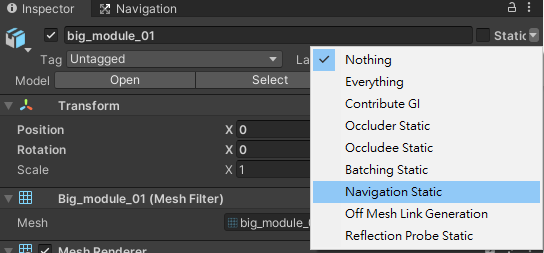 Inspector Navigation
big_module_01 Static
Tag Untagged
Model Open Select
Nothing
Everything
Contribute GI
Occluder Static
Occludee Static
Batching Static
Navigation Static
Off Mesh Link Generation
Reflection Probe Static
Transform
Position X 0
Rotation X 0
Scale X 1
Big_module_01 (Mesh Filter)
Mesh big_module_
Mesh Renderer